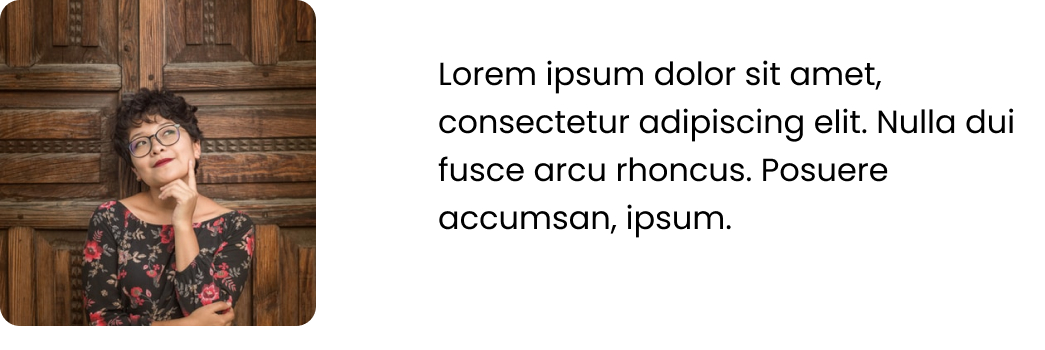 Lorem ipsum dolor sit amet,
consectetur adipiscing elit. Nulla dui
fusce arcu rhoncus. Posuere
accumsan, ipsum.